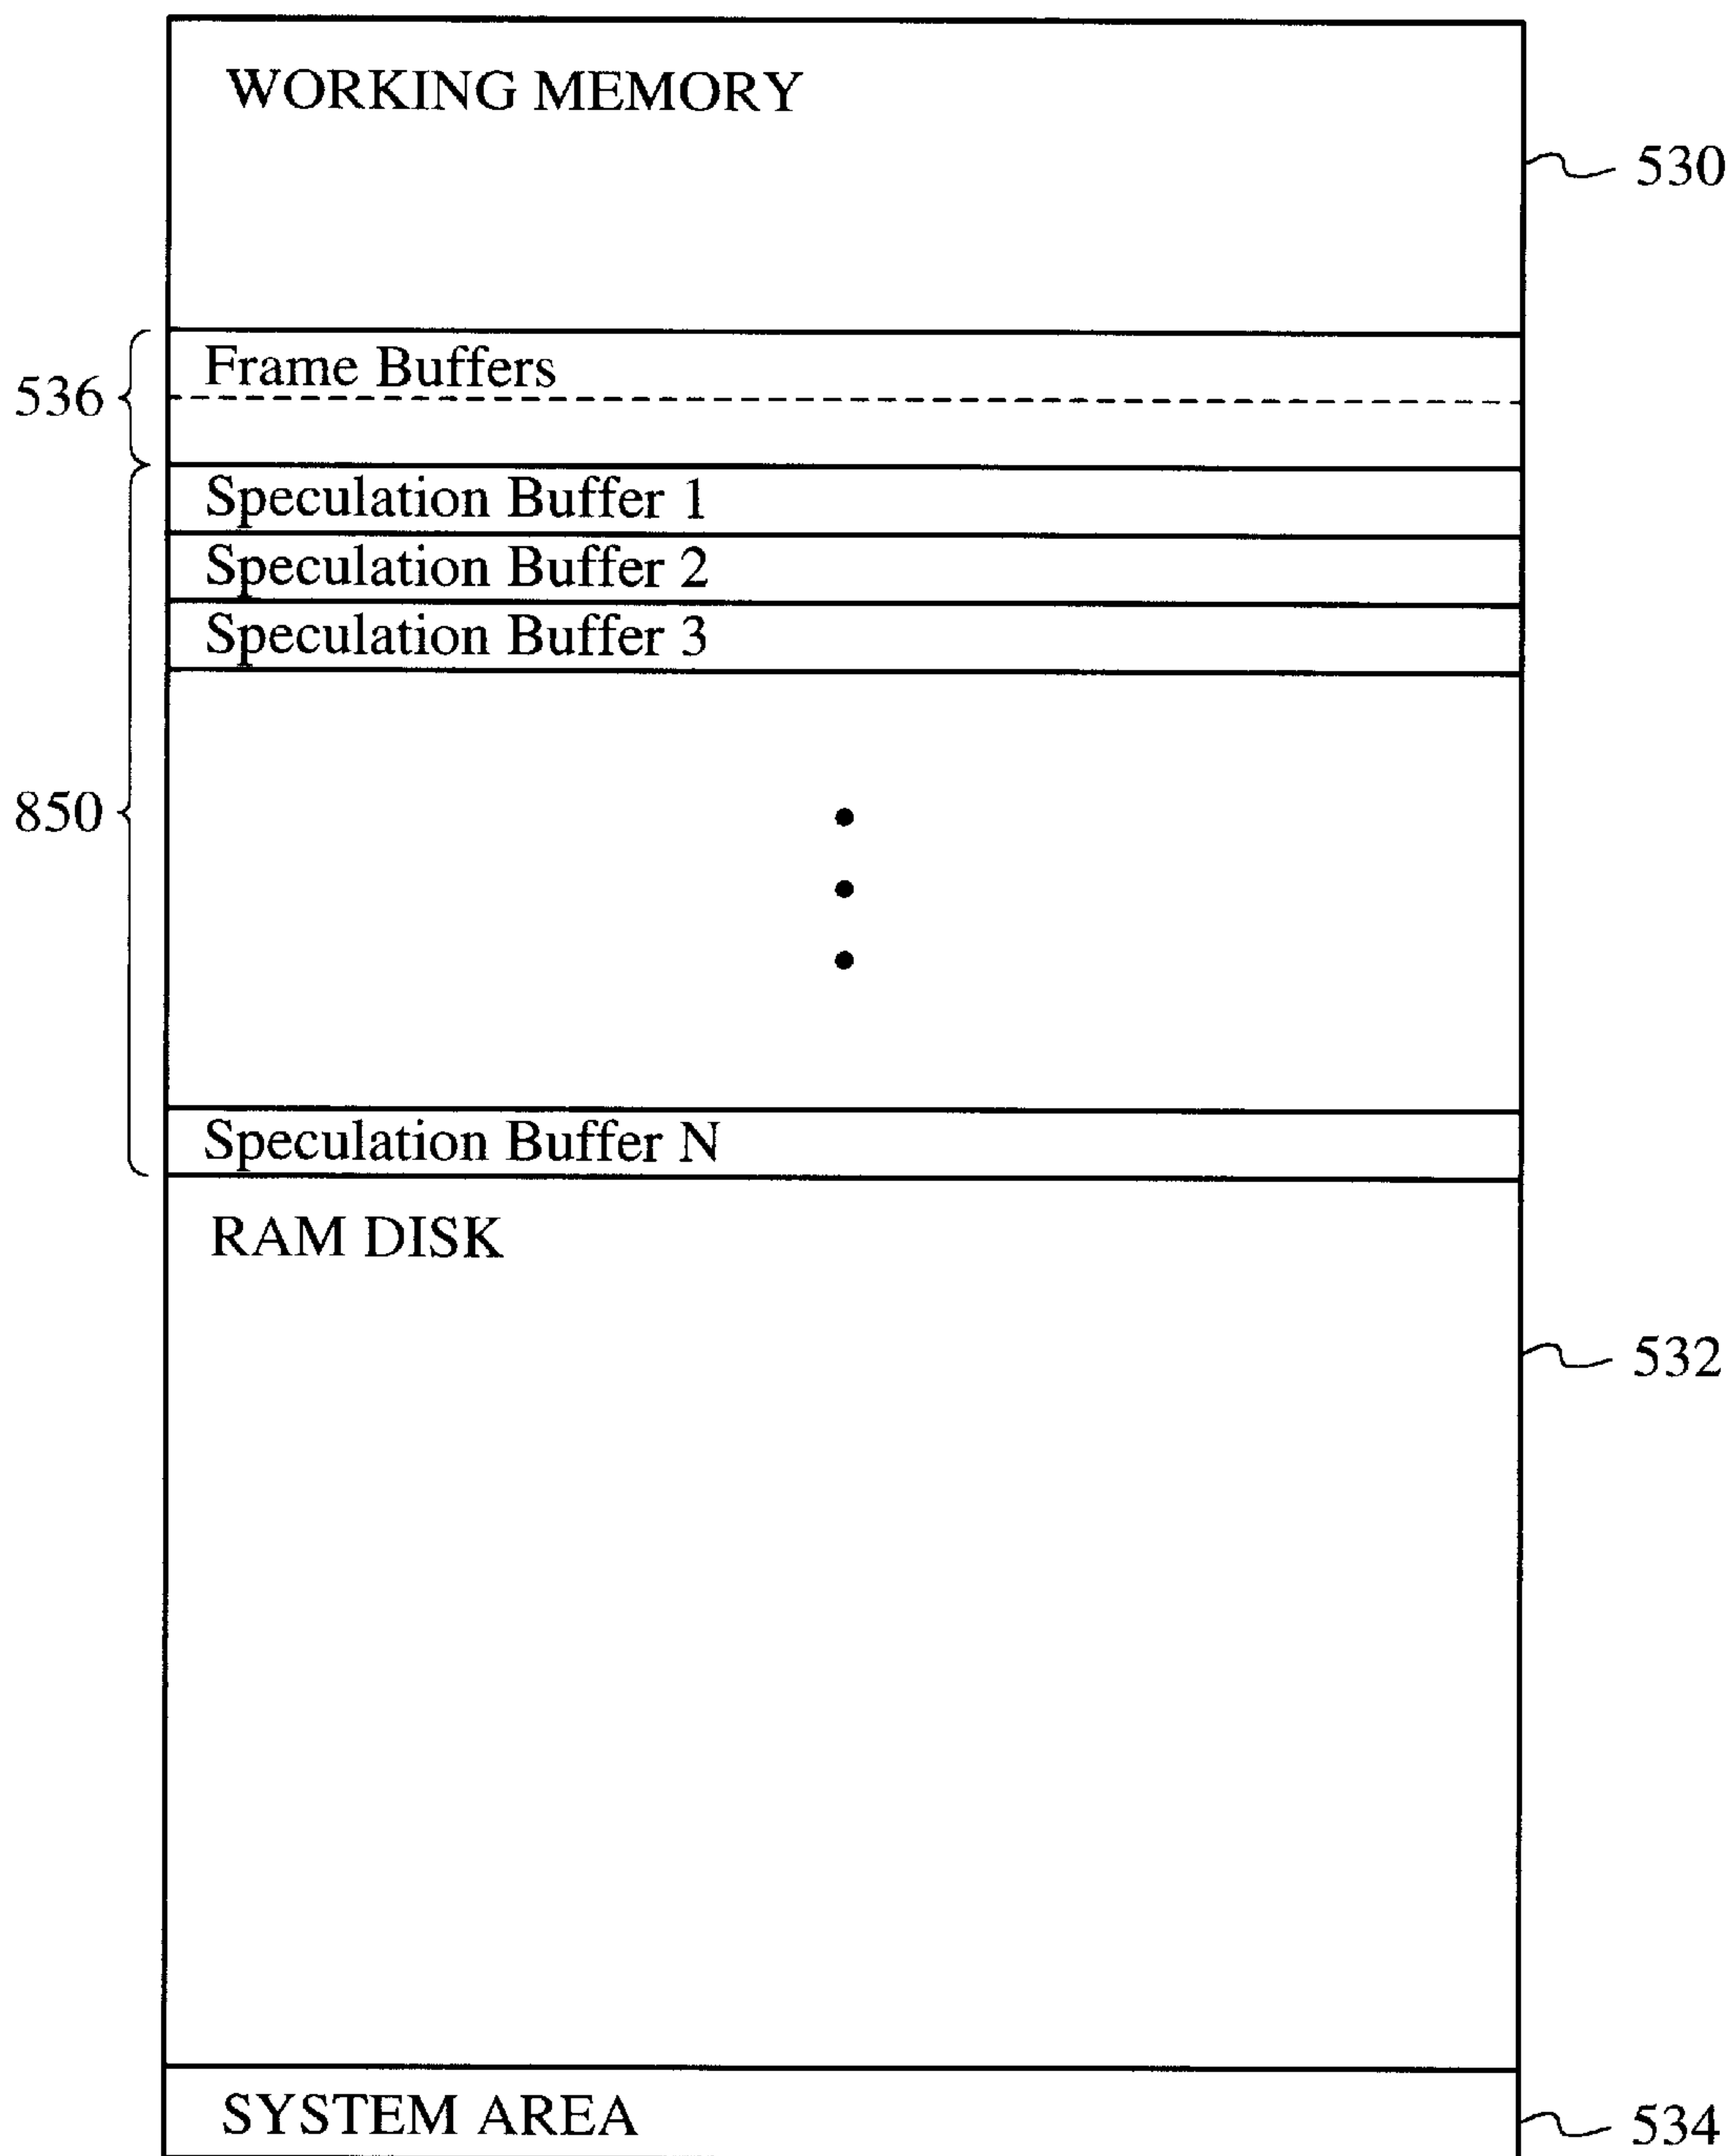 WORKING MEMORY
530
Frame Buffers
536
Speculation Buffer 1
Speculation Buffer 2
Speculation Buffer 3
850
Speculation Buffer N
RAM DISK
532
SYSTEM AREA
534